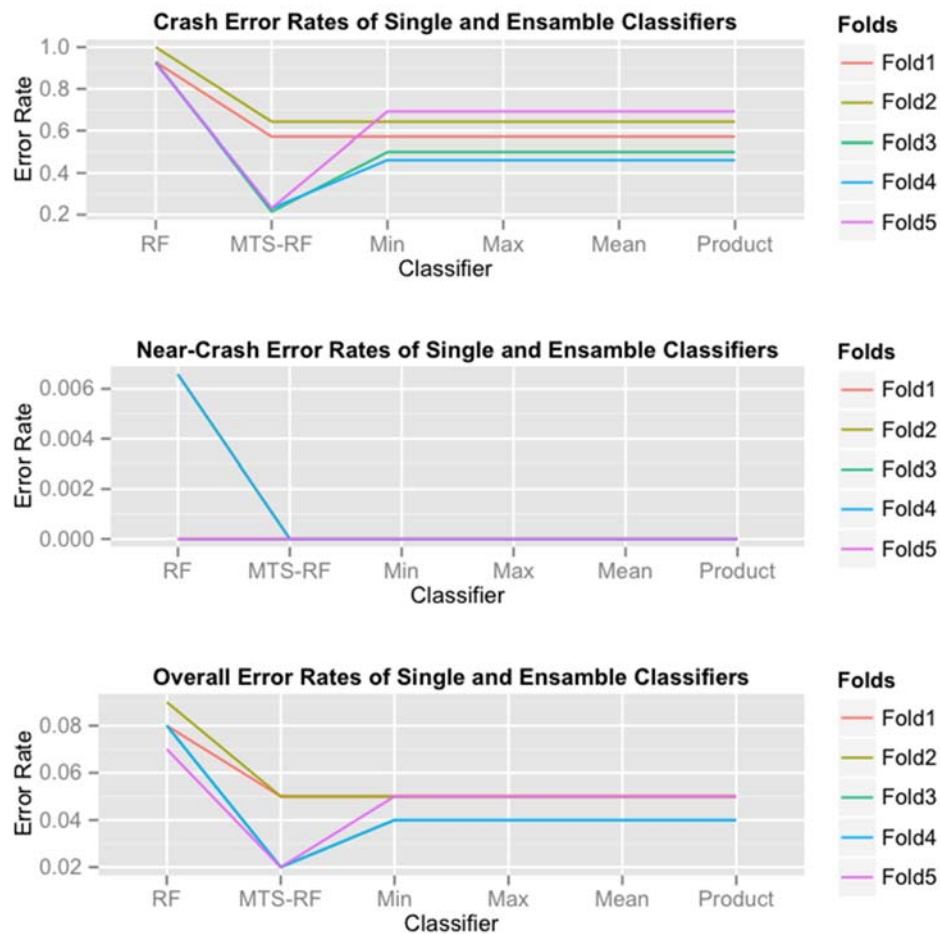 Crash Error Rates of Single and Ensamble Classifiers
Error Rate
1.0
0.8
0.6
0.4
0.2
RF MTS-RF Min Max Mean Product
Classifier
Folds
Fold1
Fold2
Fold3
Fold4
Fold5
Near-Crash Error Rates of Single and Ensamble Classifiers
Error Rate
0.006
0.004
0.002
0.000
RF MTS-RF Min Max Mean Product
Classifier
Folds
Fold1
Fold2
Fold3
Fold4
Fold5
Overall Error Rates of Single and Ensamble Classifiers
Error Rate
0.08
0.06
0.04
0.02
RF MTS-RF Min Max Mean Product
Classifier
Folds
Fold1
Fold2
Fold3
Fold4
Fold5